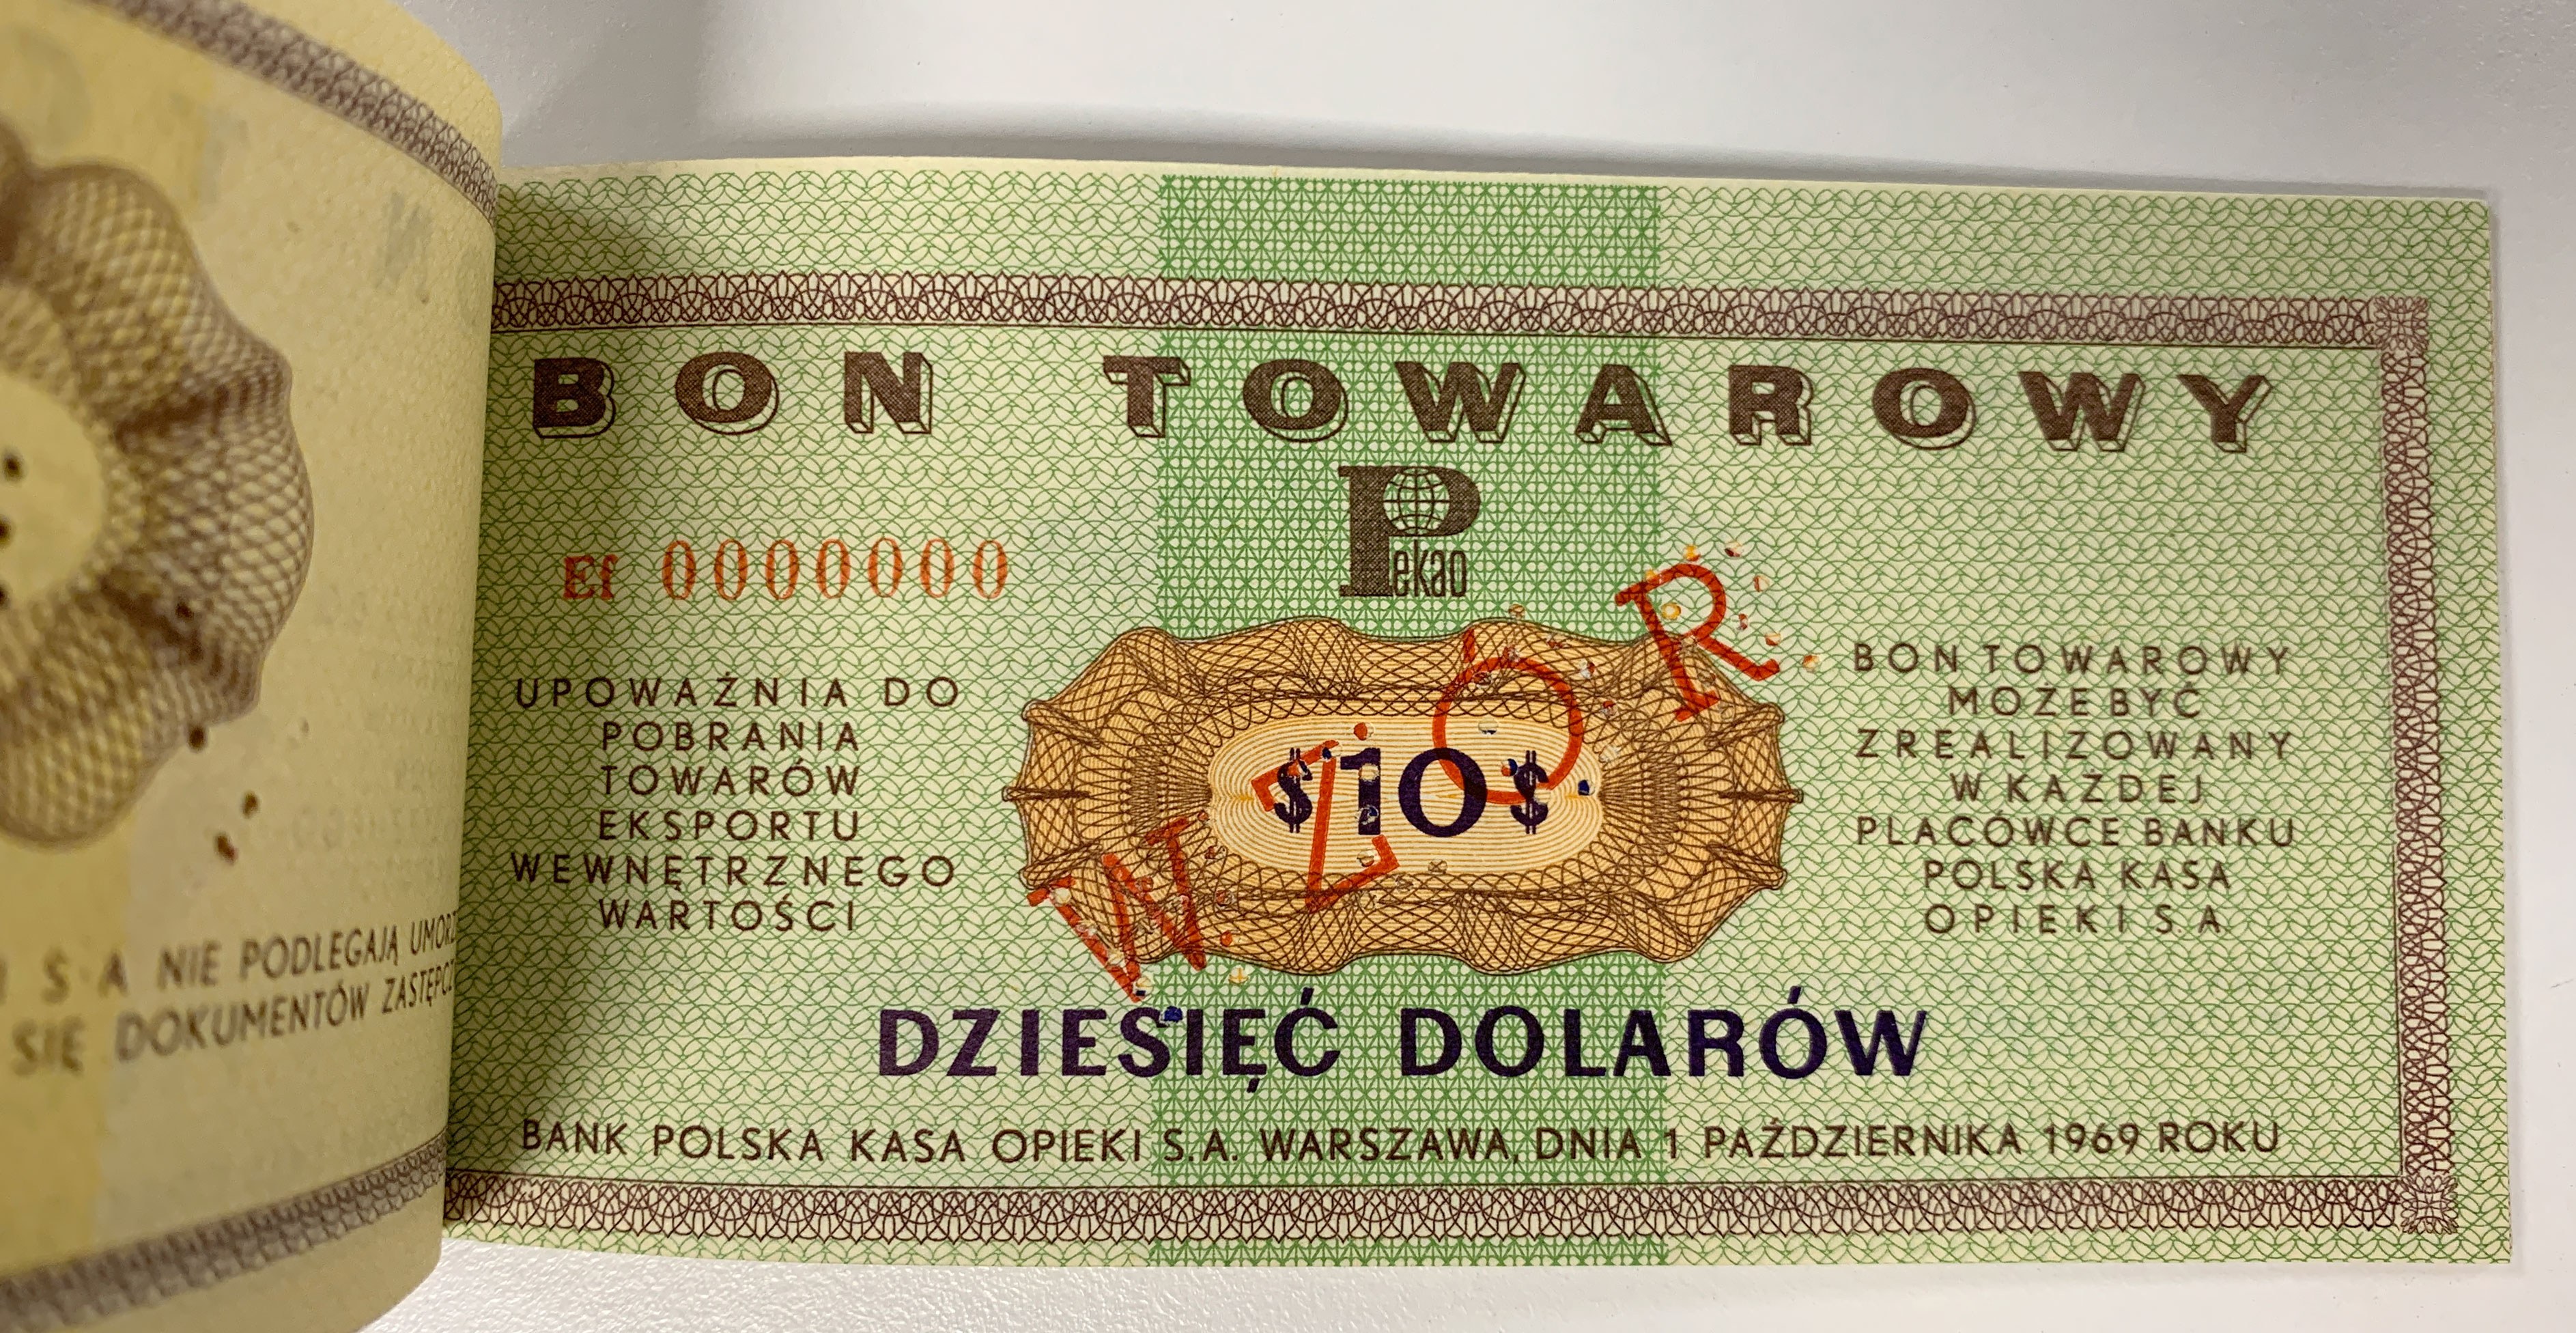 S.A NIE PODLEGAJĄ
SIĘ DOKUMENTÓW
BON TOWAROWY
Pekao
Ef 0000000
UPOWAŻNIA DO
POBRANIA
TOWARÓW
EKSPORTU
WEWNĘTRZNEGO
WARTOŚCI
$10$
WZÓR
BON TOWAROWY
MOŻE BYĆ
ZREALIZOWANY
W KAŻDEJ
PLACÓWCE BANKU
POLSKA KASA
OPIEKI S.A.
DZIESIĘĆ DOLARÓW
BANK POLSKA KASA OPIEKI S.A. WARSZAWA, DNIA 1 PAŹDZIERNIKA 1969 ROKU